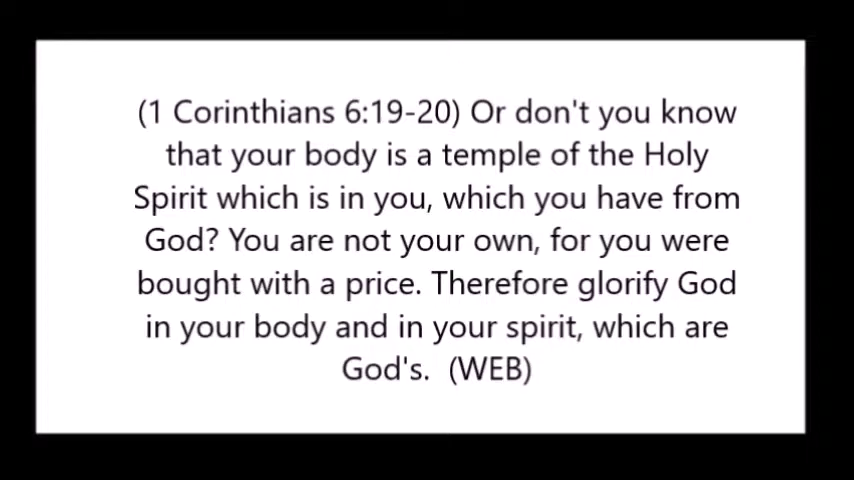 (1 Corinthians 6:19-20) Or don't you know
that your body is a temple of the Holy
Spirit which is in you, which you have from
God? You are not your own, for you were
bought with a price. Therefore glorify God
in your body and in your spirit, which are
God's.  (WEB)